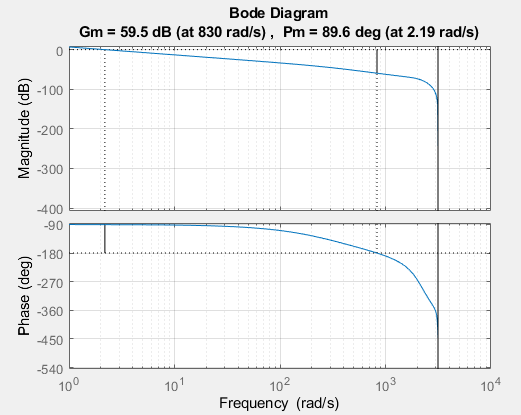 Bode Diagram
Gm = 59.5 dB (at 830 rad/s) ,  Pm = 89.6 deg (at 2.19 rad/s)
Magnitude (dB)
0
-100
-200
-300
-400
Phase (deg)
-90
-180
-270
-360
-450
-540
10^0 10^1 10^2 10^3 10^4
Frequency  (rad/s)